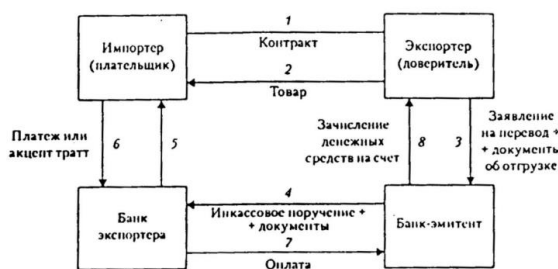 1
Импортер
(плательщик)
Контракт
Экспортер
(доверитель)
2
Товар
Платеж или
акцепт тратт
6
5
Зачисление
денежных
средств на счет
8
3
Заявление
на перевод +
+ документы
об отгрузке
4
Банк
экспортера
Инкассовое поручение +
+ документы
Банк-эмитент
7
Оплата